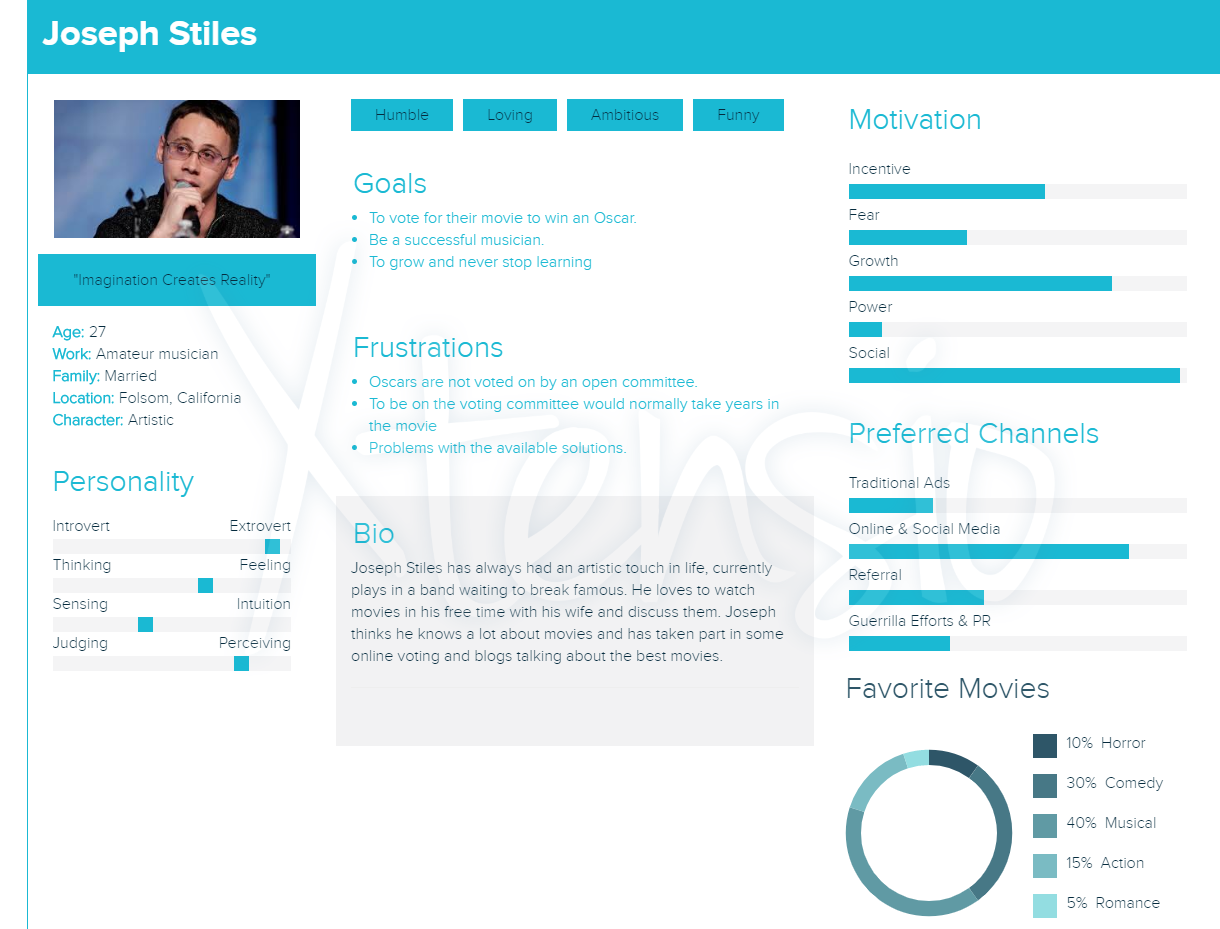 Joseph Stiles
"Imagination Creates Reality"
Age: 27
Work: Amateur musician
Family: Married
Location: Folsom, California
Character: Artistic
Personality
Introvert Extrovert
Thinking Feeling
Sensing Intuition
Judging Perceiving
Humble Loving Ambitious Funny
Goals
To vote for their movie to win an Oscar.
Be a successful musician.
To grow and never stop learning
Frustrations
Oscars are not voted on by an open committee.
To be on the voting committee would normally take years in
the movie
Problems with the available solutions.
Bio
Joseph Stiles has always had an artistic touch in life, currently
plays in a band waiting to break famous. He loves to watch
movies in his free time with his wife and discuss them. Joseph
thinks he knows a lot about movies and has taken part in some
online voting and blogs talking about the best movies.
Motivation
Incentive
Fear
Growth
Power
Social
Preferred Channels
Traditional Ads
Online & Social Media
Referral
Guerrilla Efforts & PR
Favorite Movies
10% Horror
30% Comedy
40% Musical
15% Action
5% Romance
Xtensio